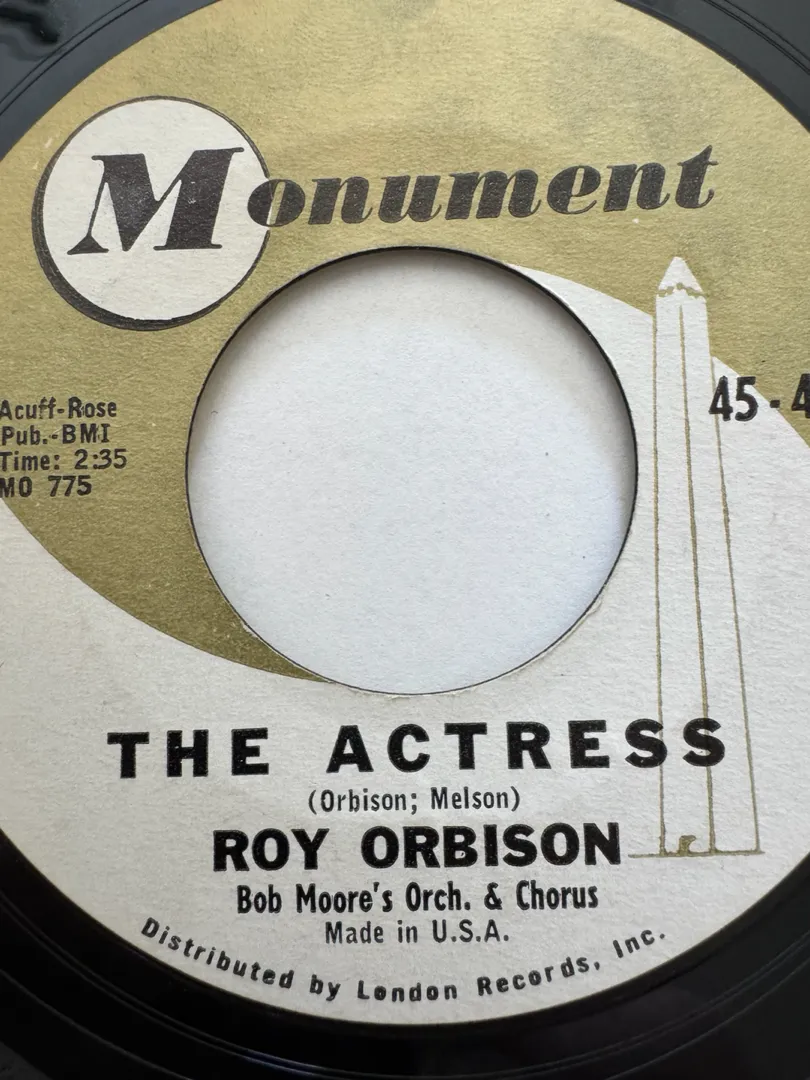 Monument
45-4
Acuff-Rose
Pub.-BMI
Time: 2:35
MO 775
THE ACTRESS
(Orbison; Melson)
ROY ORBISON
Bob Moore's Orch. & Chorus
Made in U.S.A.
Distributed by London Records, Inc.